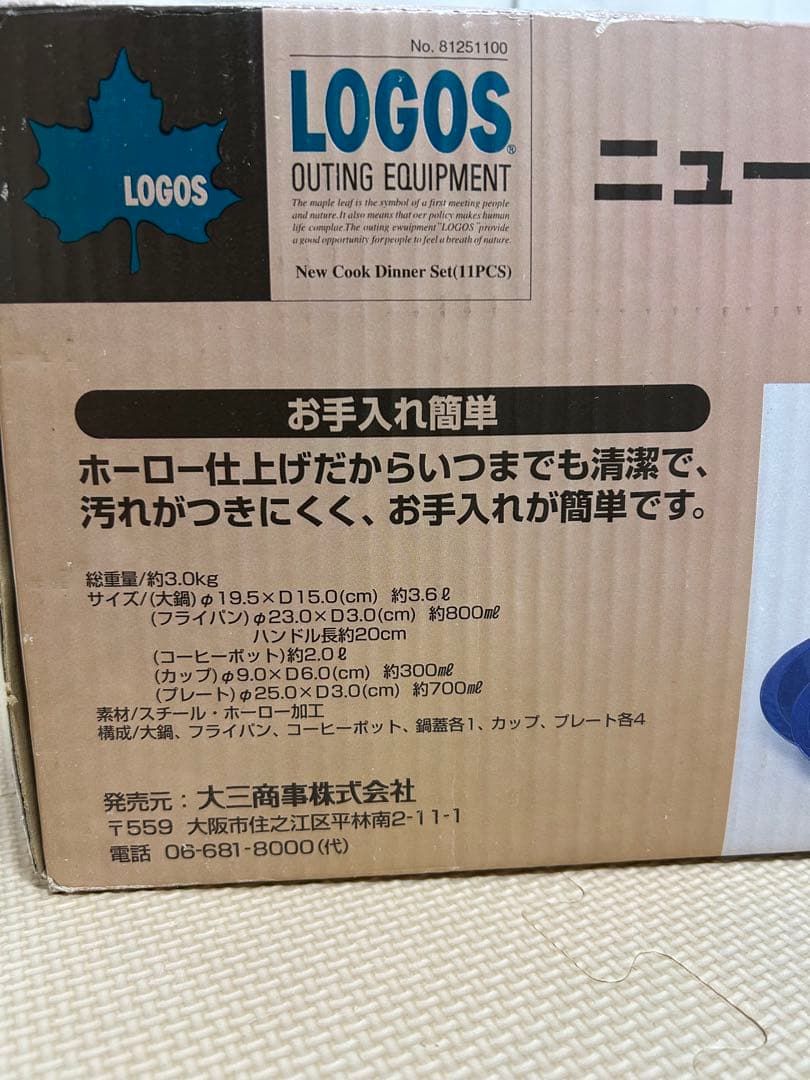 No. 81251100
LOGOS®
OUTING EQUIPMENT
The maple leaf is the symbol of a first meeting people
and nature. It also means that oer policy makes human
life complae. The outing ewuipment "LOGOS" provide
a good opportunity for people to feel a breath of nature.
New Cook Dinner Set(11PCS)
LOGOS
ニュー
お手入れ簡単
ホーロー仕上げだからいつまでも清潔で、
汚れがつきにくく、お手入れが簡単です。
総重量/約3.0kg
サイズ/(大鍋)φ19.5×D15.0(cm) 約3.6ℓ
(フライパン)φ23.0×D3.0(cm) 約800㎖
ハンドル長約20cm
(コーヒーポット)約2.0ℓ
(カップ)φ9.0×D6.0(cm) 約300㎖
(プレート)φ25.0×D3.0(cm) 約700㎖
素材/スチール・ホーロー加工
構成/大鍋、フライパン、コーヒーポット、鍋蓋各1、カップ、プレート各4
発売元：大三商事株式会社
〒559 大阪市住之江区平林南2-11-1
電話 06-681-8000(代)